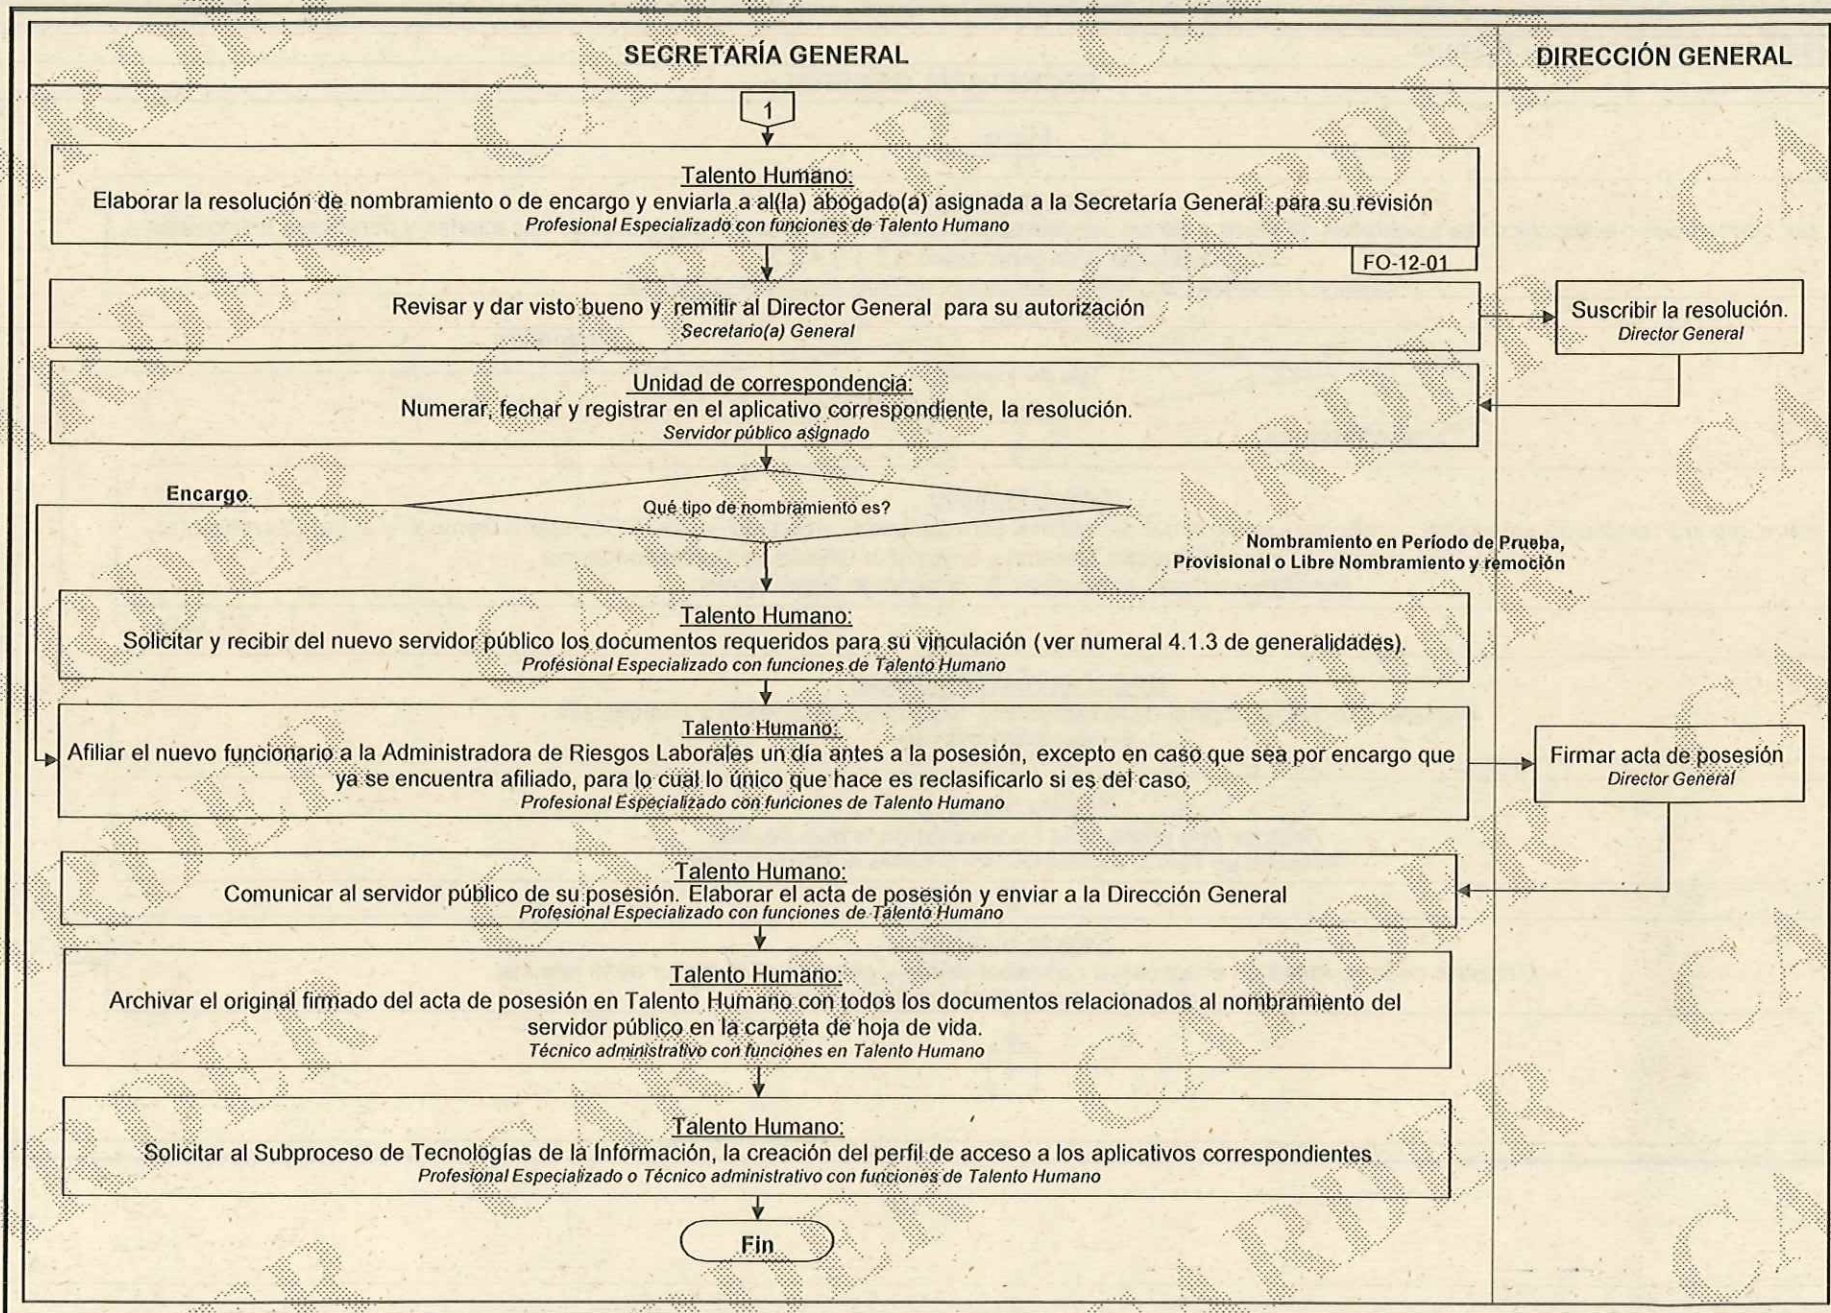 SECRETARÍA GENERAL
DIRECCIÓN GENERAL
1
Talento Humano:
Elaborar la resolución de nombramiento o de encargo y enviarla a al(la) abogado(a) asignada a la Secretaría General para su revisión
Profesional Especializado con funciones de Talento Humano
FO-12-01
Revisar y dar visto bueno y remitir al Director General para su autorización
Secretario(a) General
Suscribir la resolución.
Director General
Unidad de correspondencia:
Numerar, fechar y registrar en el aplicativo correspondiente, la resolución.
Servidor público asignado
Encargo
Qué tipo de nombramiento es?
Nombramiento en Período de Prueba,
Provisional o Libre Nombramiento y remoción
Talento Humano:
Solicitar y recibir del nuevo servidor público los documentos requeridos para su vinculación (ver numeral 4.1.3 de generalidades).
Profesional Especializado con funciones de Talento Humano
Talento Humano:
Afiliar el nuevo funcionario a la Administradora de Riesgos Laborales un día antes a la posesión, excepto en caso que sea por encargo que
ya se encuentra afiliado, para lo cual lo único que hace es reclasificarlo si es del caso.
Profesional Especializado con funciones de Talento Humano
Firmar acta de posesión
Director General
Talento Humano:
Comunicar al servidor público de su posesión. Elaborar el acta de posesión y enviar a la Dirección General
Profesional Especializado con funciones de Talento Humano
Talento Humano:
Archivar el original firmado del acta de posesión en Talento Humano con todos los documentos relacionados al nombramiento del
servidor público en la carpeta de hoja de vida.
Técnico administrativo con funciones en Talento Humano
Talento Humano:
Solicitar al Subproceso de Tecnologías de la Información, la creación del perfil de acceso a los aplicativos correspondientes
Profesional Especializado o Técnico administrativo con funciones de Talento Humano
Fin
CARDER